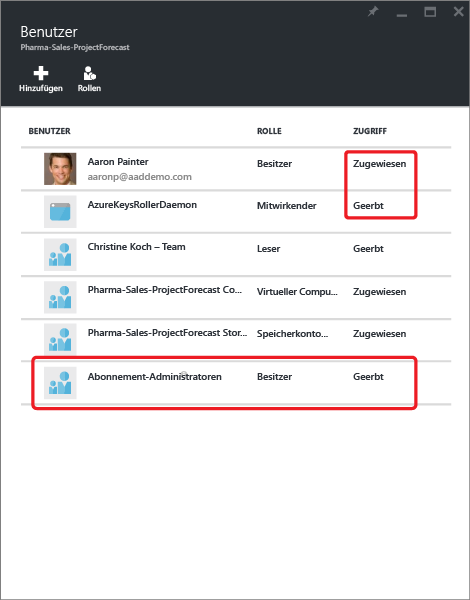 Benutzer
Pharma-Sales-ProjectForecast
Hinzufügen Rollen
BENUTZER ROLLE ZUGRIFF
Aaron Painter Besitzer Zugewiesen
aaronp@aaddemo.com
AzureKeysRollerDaemon Mitwirkender Geerbt
Christine Koch – Team Leser Geerbt
Pharma-Sales-ProjectForecast Co... Virtueller Compu... Zugewiesen
Pharma-Sales-ProjectForecast Stor... Speicherkonto... Zugewiesen
Abonnement-Administratoren Besitzer Geerbt